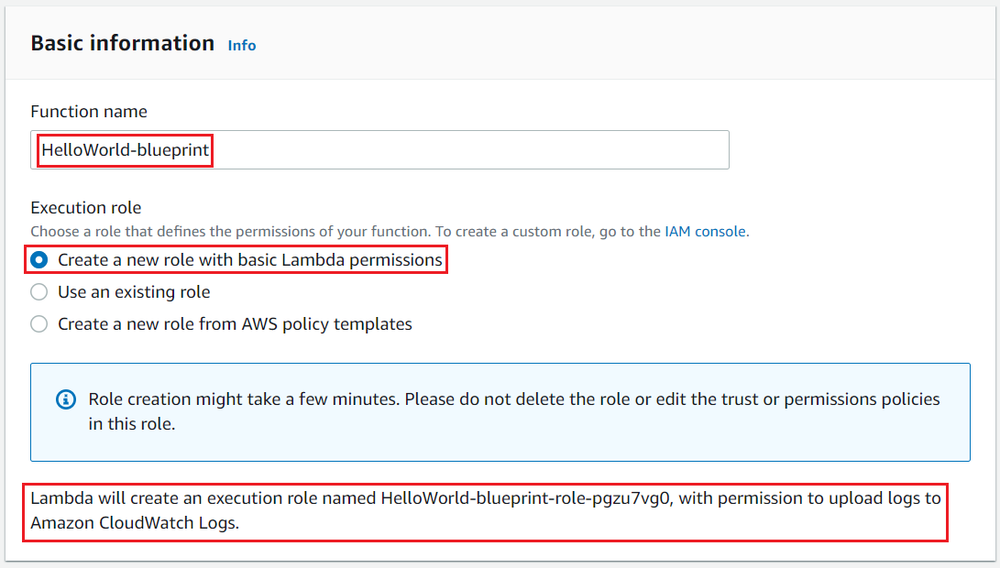 Basic information Info
Function name
HelloWorld-blueprint
Execution role
Choose a role that defines the permissions of your function. To create a custom role, go to the IAM console.
Create a new role with basic Lambda permissions
Use an existing role
Create a new role from AWS policy templates
Role creation might take a few minutes. Please do not delete the role or edit the trust or permissions policies
in this role.
Lambda will create an execution role named HelloWorld-blueprint-role-pgzu7vg0, with permission to upload logs to
Amazon CloudWatch Logs.